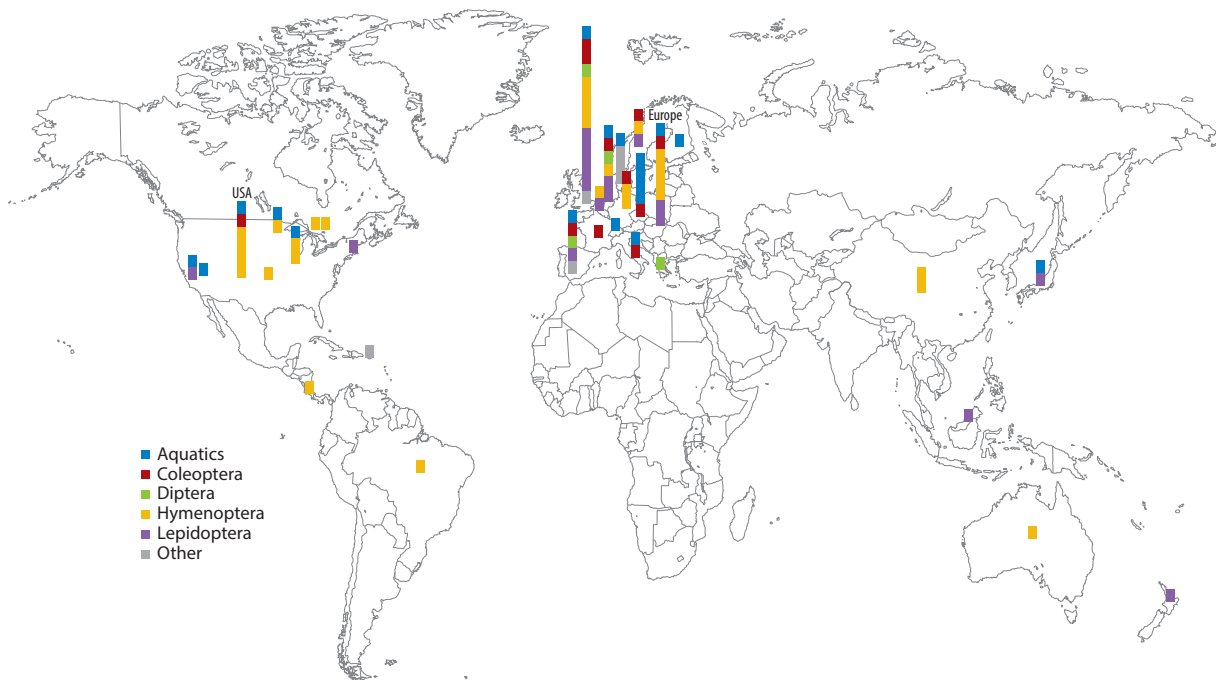 Europe
USA
Aquatics
Coleoptera
Diptera
Hymenoptera
Lepidoptera
Other